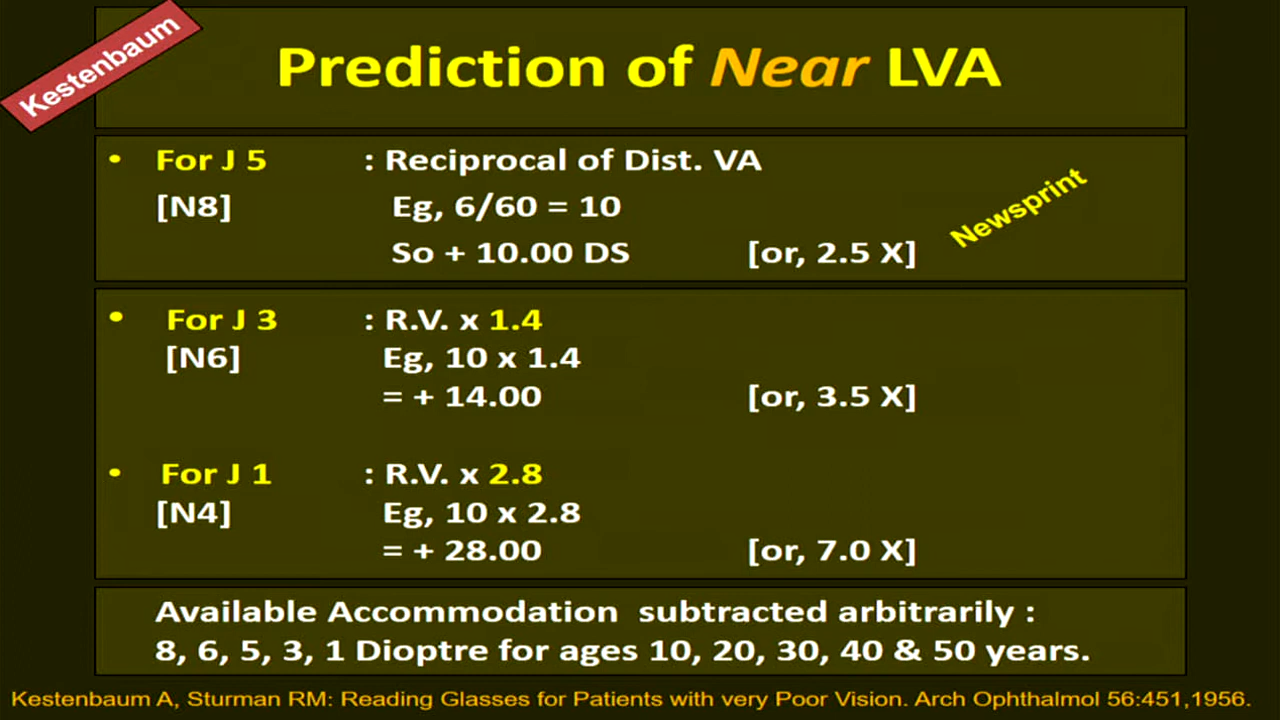 Kestenbaum
Prediction of Near LVA
• For J 5 : Reciprocal of Dist. VA
[N8] Eg, 6/60 = 10
So + 10.00 DS [or, 2.5 X]
Newsprint
• For J 3 : R.V. x 1.4
[N6] Eg, 10 x 1.4
= + 14.00 [or, 3.5 X]
• For J 1 : R.V. x 2.8
[N4] Eg, 10 x 2.8
= + 28.00 [or, 7.0 X]
Available Accommodation subtracted arbitrarily :
8, 6, 5, 3, 1 Dioptre for ages 10, 20, 30, 40 & 50 years.
Kestenbaum A, Sturman RM: Reading Glasses for Patients with very Poor Vision. Arch Ophthalmol 56:451,1956.